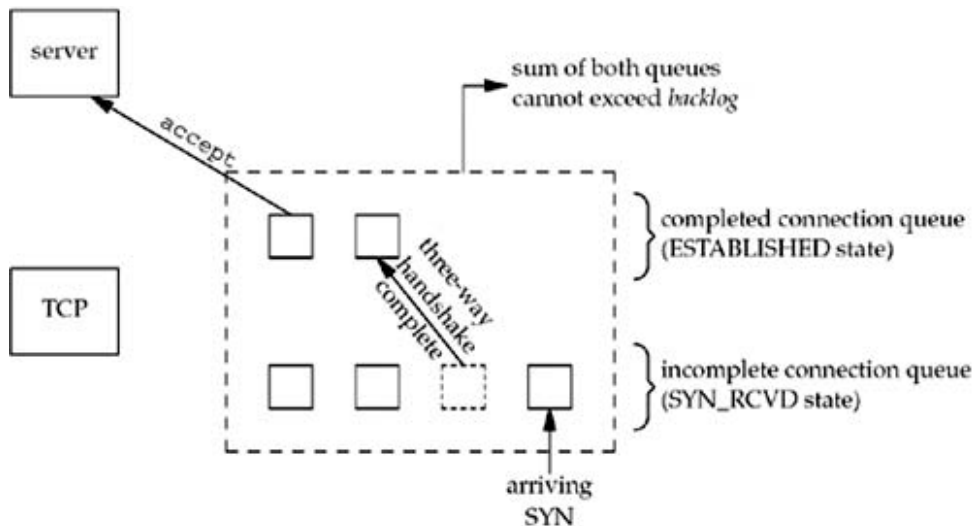 server
sum of both queues
cannot exceed backlog
accept
completed connection queue
(ESTABLISHED state)
three-way
handshake
complete
TCP
incomplete connection queue
(SYN_RCVD state)
arriving
SYN